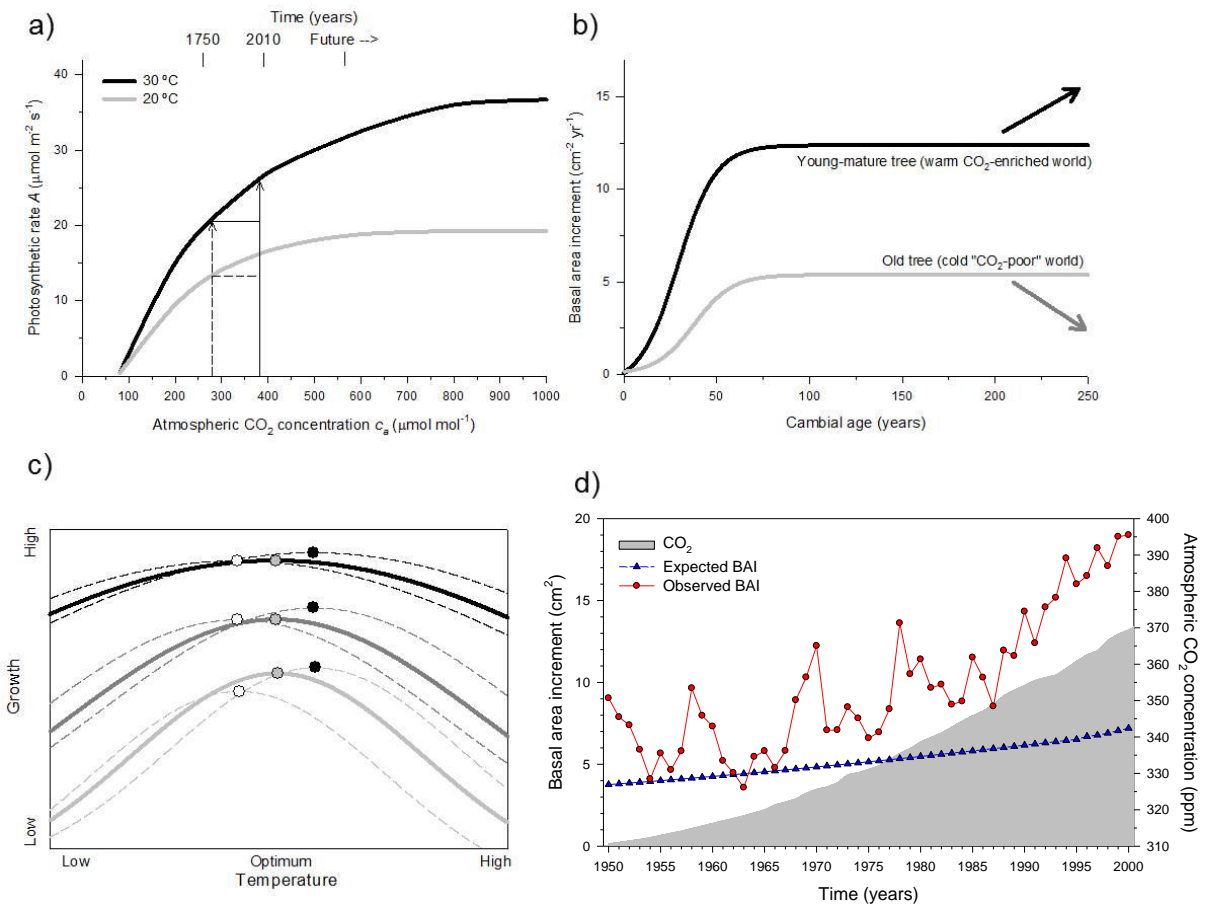 a)
Time (years)
1750 2010 Future -->
30 ºC
20 ºC
Photosynthetic rate A (µmol m⁻² s⁻¹)
40
30
20
10
0
0 100 200 300 400 500 600 700 800 900 1000
Atmospheric CO₂ concentration cₐ (µmol mol⁻¹)
b)
Basal area increment (cm⁻² yr⁻¹)
15
10
5
0
Young-mature tree (warm CO₂-enriched world)
Old tree (cold "CO₂-poor" world)
0 50 100 150 200 250
Cambial age (years)
c)
High
Growth
Low
Low Optimum High
Temperature
d)
CO₂
Expected BAI
Observed BAI
Basal area increment (cm²)
20
15
10
5
0
Atmospheric CO₂ concentration (ppm)
400
390
380
370
360
350
340
330
320
310
1950 1955 1960 1965 1970 1975 1980 1985 1990 1995 2000
Time (years)